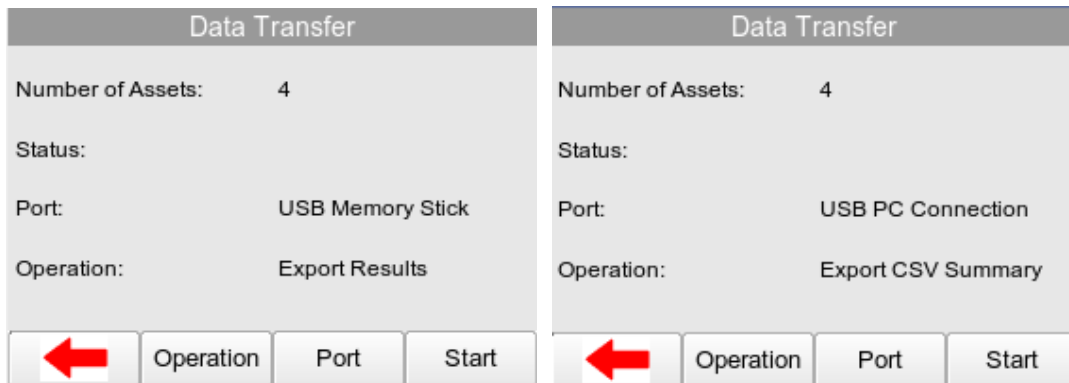 Data Transfer
Number of Assets: 4
Status:
Port: USB Memory Stick
Operation: Export Results
Operation Port Start
Data Transfer
Number of Assets: 4
Status:
Port: USB PC Connection
Operation: Export CSV Summary
Operation Port Start